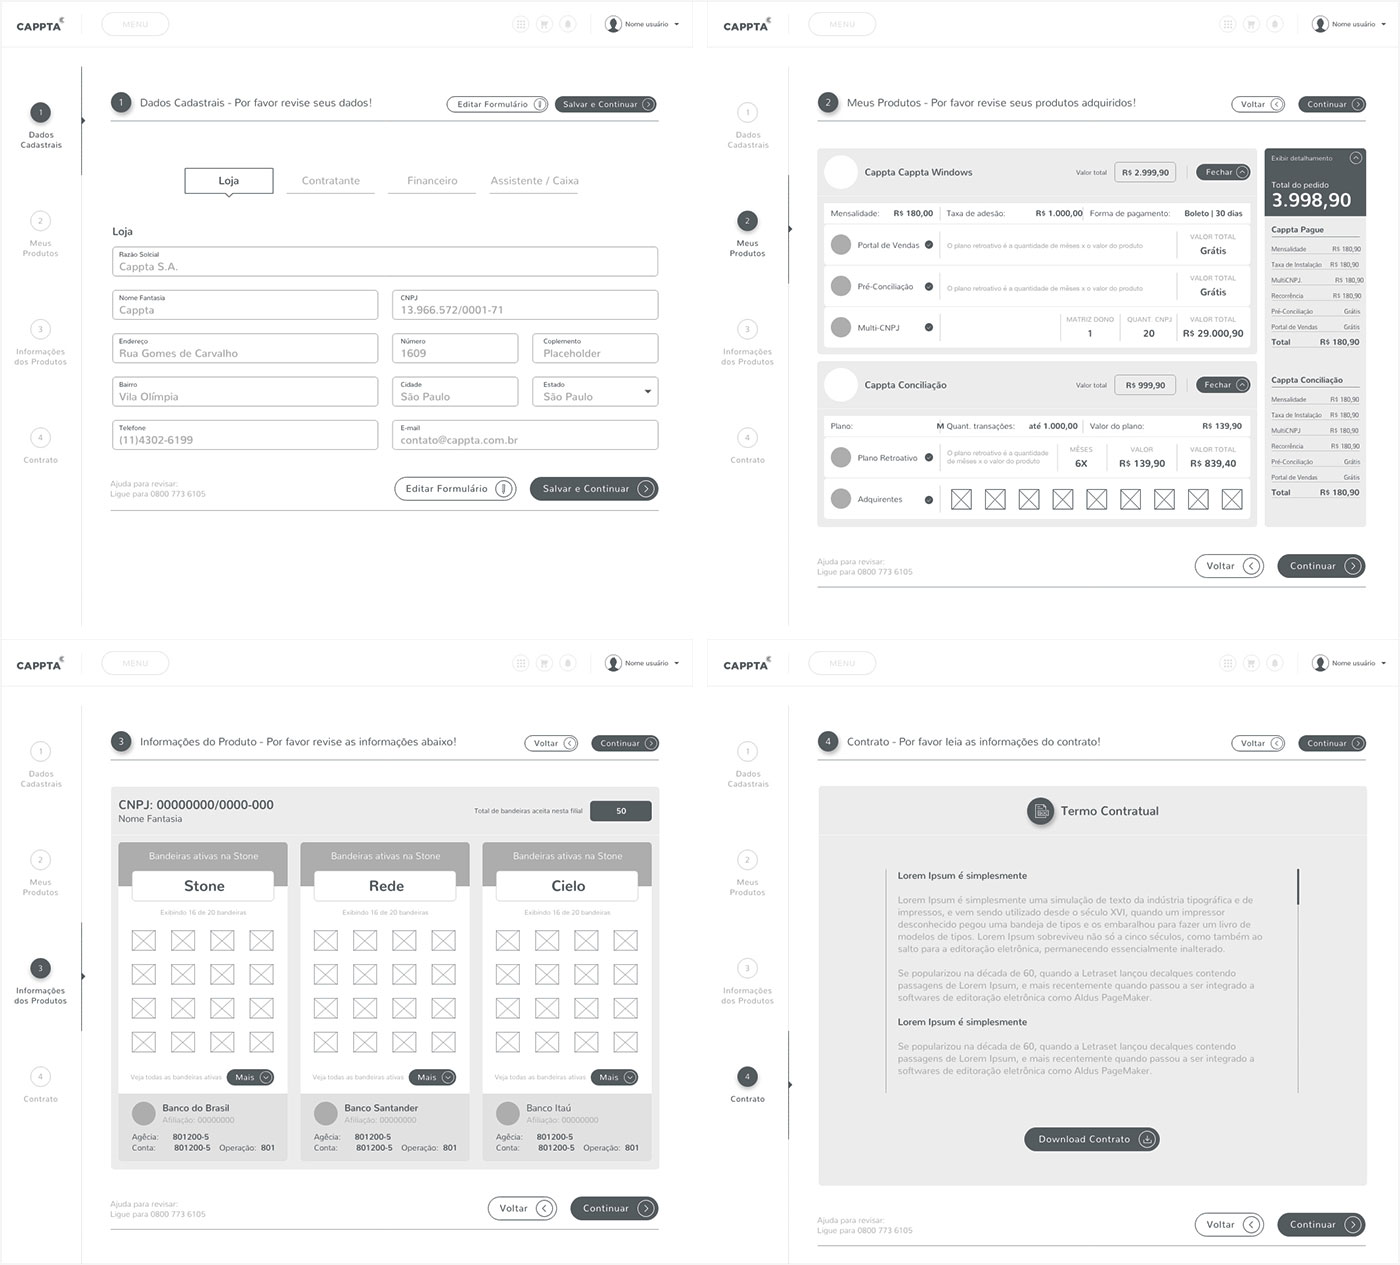 CAPPTA
MENU
Nome usuário
1
Dados Cadastrais
2
Meus Produtos
3
Informações dos Produtos
4
Contrato
1 Dados Cadastrais - Por favor revise seus dados!
Editar Formulário
Salvar e Continuar
Loja
Contratante
Financeiro
Assistente / Caixa
Loja
Razão Solcial
Cappta S.A.
Nome Fantasia
Cappta
CNPJ
13.966.572/0001-71
Endereço
Rua Gomes de Carvalho
Número
1609
Coplemento
Placeholder
Bairro
Vila Olímpia
Cidade
São Paulo
Estado
São Paulo
Telefone
(11)4302-6199
E-mail
contato@cappta.com.br
Ajuda para revisar:
Ligue para 0800 773 6105
Editar Formulário
Salvar e Continuar
CAPPTA
MENU
Nome usuário
1
Dados Cadastrais
2
Meus Produtos
3
Informações dos Produtos
4
Contrato
2 Meus Produtos - Por favor revise seus produtos adquiridos!
Voltar
Continuar
Cappta Cappta Windows
Valor total
R$ 2.999,90
Fechar
Mensalidade: R$ 180,00
Taxa de adesão: R$ 1.000,00
Forma de pagamento: Boleto | 30 dias
Portal de Vendas
O plano retroativo é a quantidade de mêses x o valor do produto
VALOR TOTAL
Grátis
Pré-Conciliação
O plano retroativo é a quantidade de mêses x o valor do produto
VALOR TOTAL
Grátis
Multi-CNPJ
MATRIZ DONO
1
QUANT. CNPJ
20
VALOR TOTAL
R$ 29.000,90
Cappta Conciliação
Valor total
R$ 999,90
Fechar
Plano: M
Quant. transações: até 1.000,00
Valor do plano: R$ 139,90
Plano Retroativo
O plano retroativo é a quantidade
de mêses x o valor do produto
MÊSES
6X
VALOR
R$ 139,90
VALOR TOTAL
R$ 839,40
Adquirentes
Exibir detalhamento
Total do pedido
3.998,90
Cappta Pague
Mensalidade R$ 180,90
Taxa de Instalação R$ 180,90
MultiCNPJ. R$ 180,90
Recorrência R$ 180,90
Pré-Conciliação Grátis
Portal de Vendas Grátis
Total R$ 180,90
Cappta Conciliação
Mensalidade R$ 180,90
Taxa de Instalação R$ 180,90
MultiCNPJ R$ 180,90
Recorrência R$ 180,90
Pré-Conciliação Grátis
Portal de Vendas Grátis
Total R$ 180,90
Ajuda para revisar:
Ligue para 0800 773 6105
Voltar
Continuar
CAPPTA
MENU
Nome usuário
1
Dados Cadastrais
2
Meus Produtos
3
Informações dos Produtos
4
Contrato
3 Informações do Produto - Por favor revise as informações abaixo!
Voltar
Continuar
CNPJ: 00000000/0000-000
Nome Fantasia
Total de bandeiras aceita nesta filial
50
Bandeiras ativas na Stone
Stone
Exibindo 16 de 20 bandeiras
Veja todas as bandeiras ativas
Mais
Banco do Brasil
Afiliação: 00000000
Agêcia: 801200-5
Conta: 801200-5 Operação: 801
Bandeiras ativas na Stone
Rede
Exibindo 16 de 20 bandeiras
Veja todas as bandeiras ativas
Mais
Banco Santander
Afiliação: 00000000
Agêcia: 801200-5
Conta: 801200-5 Operação: 801
Bandeiras ativas na Stone
Cielo
Exibindo 16 de 20 bandeiras
Veja todas as bandeiras ativas
Mais
Banco Itaú
Afiliação: 00000000
Agêcia: 801200-5
Conta: 801200-5 Operação: 801
Ajuda para revisar:
Ligue para 0800 773 6105
Voltar
Continuar
CAPPTA
MENU
Nome usuário
1
Dados Cadastrais
2
Meus Produtos
3
Informações dos Produtos
4
Contrato
4 Contrato - Por favor leia as informações do contrato!
Voltar
Continuar
Termo Contratual
Lorem Ipsum é simplesmente
Lorem Ipsum é simplesmente uma simulação de texto da indústria tipográfica e de
impressos, e vem sendo utilizado desde o século XVI, quando um impressor
desconhecido pegou uma bandeja de tipos e os embaralhou para fazer um livro de
modelos de tipos. Lorem Ipsum sobreviveu não só a cinco séculos, como também ao
salto para a editoração eletrônica, permanecendo essencialmente inalterado.
Se popularizou na década de 60, quando a Letraset lançou decalques contendo
passagens de Lorem Ipsum, e mais recentemente quando passou a ser integrado a
softwares de editoração eletrônica como Aldus PageMaker.
Lorem Ipsum é simplesmente
Se popularizou na década de 60, quando a Letraset lançou decalques contendo
passagens de Lorem Ipsum, e mais recentemente quando passou a ser integrado a
softwares de editoração eletrônica como Aldus PageMaker.
Download Contrato
Ajuda para revisar:
Ligue para 0800 773 6105
Voltar
Continuar